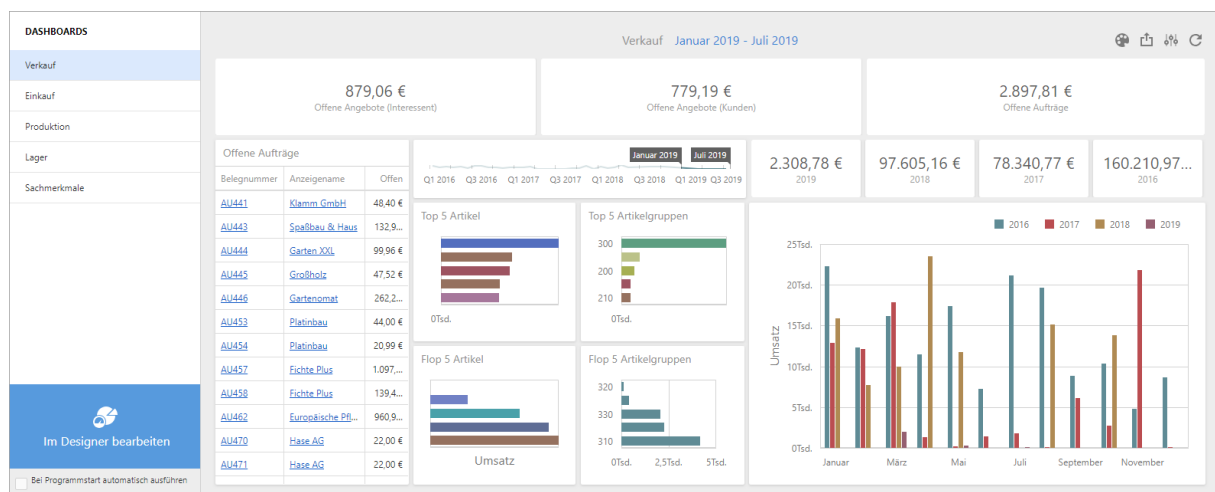 DASHBOARDS
Verkauf
Einkauf
Produktion
Lager
Sachmerkmale
Im Designer bearbeiten
Bei Programmstart automatisch ausführen
Verkauf Januar 2019 - Juli 2019
879,06 €
Offene Angebote (Interessent)
779,19 €
Offene Angebote (Kunden)
2.897,81 €
Offene Aufträge
Offene Aufträge
Belegnummer Anzeigename Offen
AU441 Klamm GmbH 48,40 €
AU443 Spaßbau & Haus 132,9...
AU444 Garten XXL 99,96 €
AU445 Großholz 47,52 €
AU446 Gartenomat 262,2...
AU453 Platinbau 44,00 €
AU454 Platinbau 20,99 €
AU457 Fichte Plus 1.097,...
AU458 Fichte Plus 139,4...
AU462 Europäische Pfl... 960,9...
AU470 Hase AG 22,00 €
AU471 Hase AG 22,00 €
Januar 2019 Juli 2019
Q1 2016 Q3 2016 Q1 2017 Q3 2017 Q1 2018 Q3 2018 Q1 2019 Q3 2019
2.308,78 €
2019
97.605,16 €
2018
78.340,77 €
2017
160.210,97...
2016
Top 5 Artikel
0Tsd.
Top 5 Artikelgruppen
300
200
210
0Tsd.
Flop 5 Artikel
Umsatz
Flop 5 Artikelgruppen
320
330
310
0Tsd. 2,5Tsd. 5Tsd.
2016 2017 2018 2019
25Tsd.
20Tsd.
15Tsd.
10Tsd.
5Tsd.
0Tsd.
Umsatz
Januar März Mai Juli September November